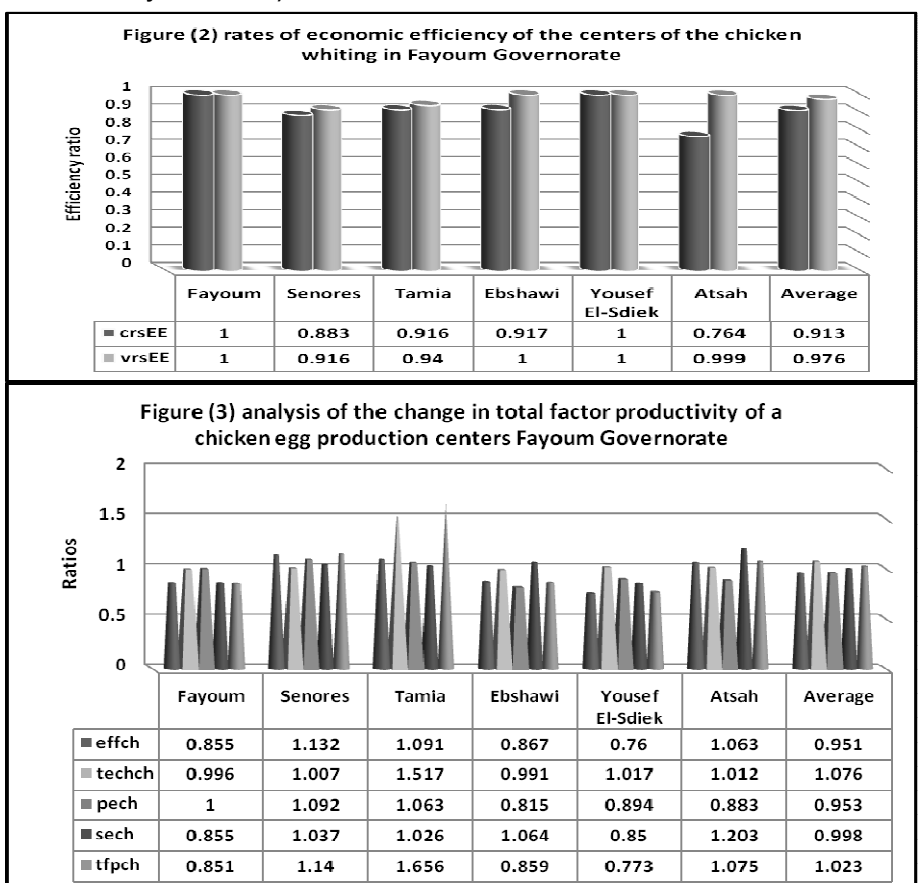 Figure (2) rates of economic efficiency of the centers of the chicken
whiting in Fayoum Governorate
Efficiency ratio
1
0.9
0.8
0.7
0.6
0.5
0.4
0.3
0.2
0.1
0
Fayoum Senores Tamia Ebshawi Yousef El-Sdiek Atsah Average
crsEE 1 0.883 0.916 0.917 1 0.764 0.913
vrsEE 1 0.916 0.94 1 1 0.999 0.976
Figure (3) analysis of the change in total factor productivity of a
chicken egg production centers Fayoum Governorate
Ratios
2
1.5
1
0.5
0
Fayoum Senores Tamia Ebshawi Yousef El-Sdiek Atsah Average
effch 0.855 1.132 1.091 0.867 0.76 1.063 0.951
techch 0.996 1.007 1.517 0.991 1.017 1.012 1.076
pech 1 1.092 1.063 0.815 0.894 0.883 0.953
sech 0.855 1.037 1.026 1.064 0.85 1.203 0.998
tfpch 0.851 1.14 1.656 0.859 0.773 1.075 1.023